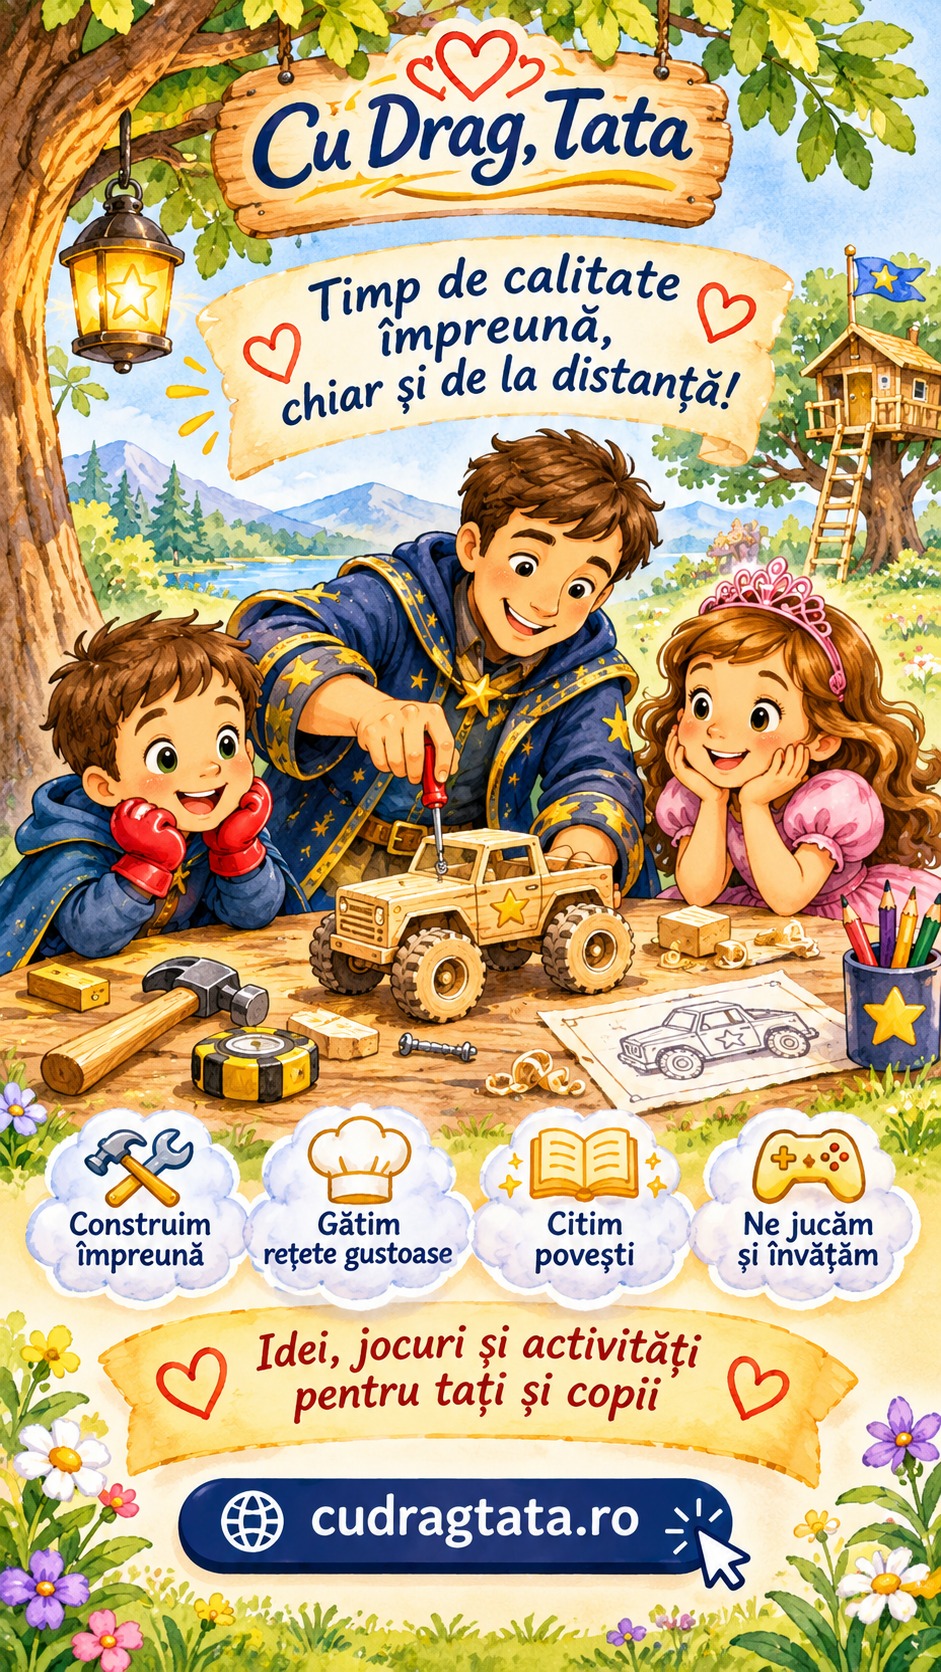 Cu Drag, Tata
Timp de calitate
împreună,
chiar și de la distanță!
Construim
împreună
Gătim
rețete gustoase
Citim
povești
Ne jucăm
și învățăm
Idei, jocuri și activități
pentru tați și copii
cudragtata.ro